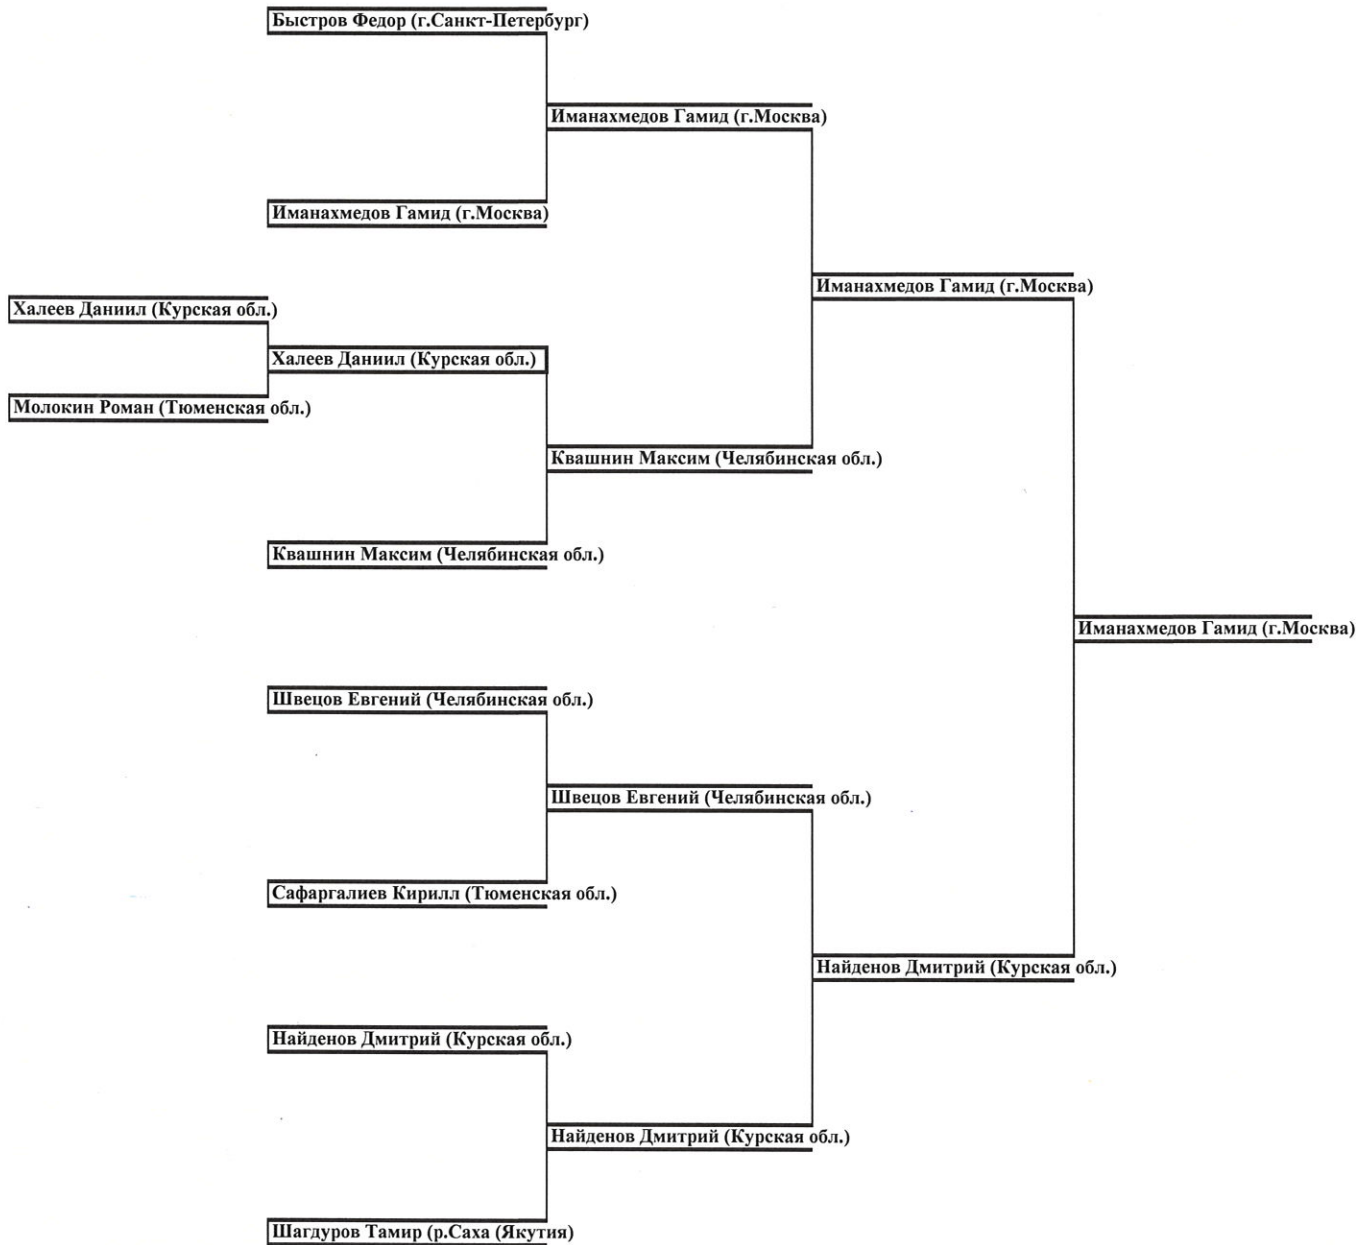 Быстров Федор (г.Санкт-Петербург)
Иманахмедов Гамид (г.Москва)
Иманахмедов Гамид (г.Москва)
Иманахмедов Гамид (г.Москва)
Халеев Даниил (Курская обл.)
Халеев Даниил (Курская обл.)
Молокин Роман (Тюменская обл.)
Квашнин Максим (Челябинская обл.)
Квашнин Максим (Челябинская обл.)
Иманахмедов Гамид (г.Москва)
Швецов Евгений (Челябинская обл.)
Швецов Евгений (Челябинская обл.)
Сафаргалиев Кирилл (Тюменская обл.)
Найденов Дмитрий (Курская обл.)
Найденов Дмитрий (Курская обл.)
Найденов Дмитрий (Курская обл.)
Шагдуров Тамир (р.Саха (Якутия)